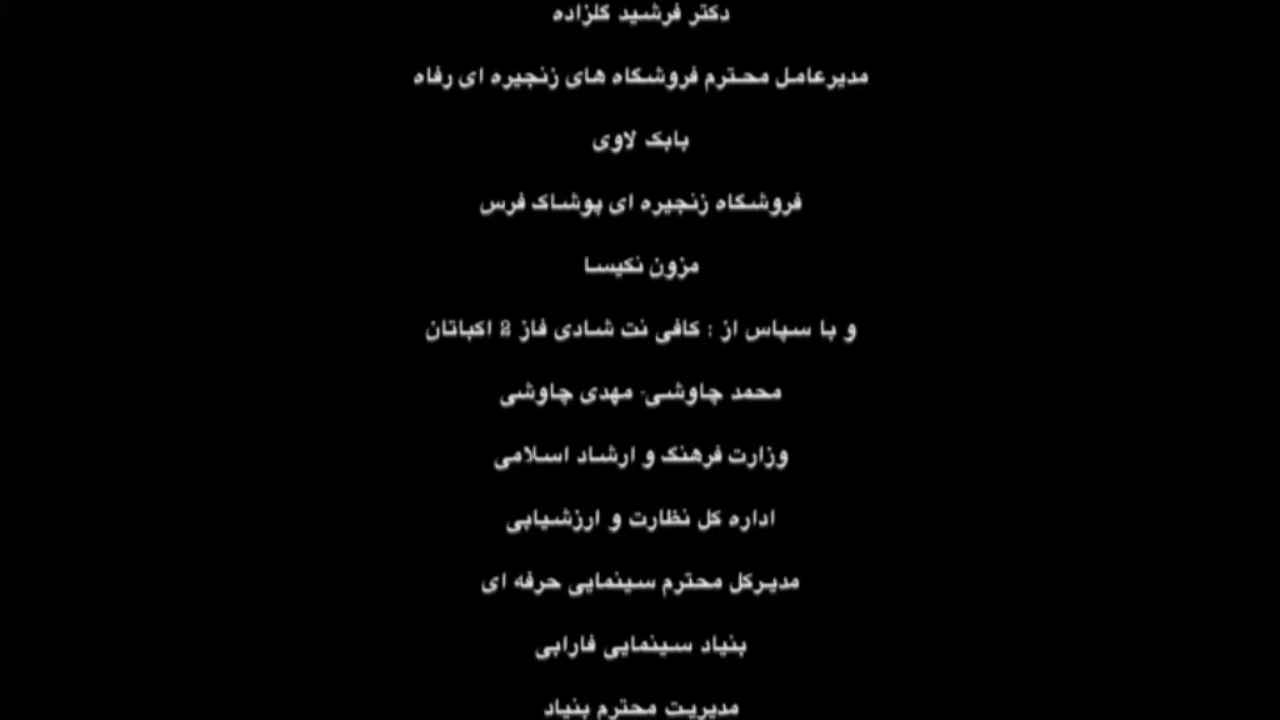 دکتر فرشید گلزاده
مدیرعامل محترم فروشگاه های زنجیره ای رفاه
بابک لاوی
فروشگاه زنجیره ای پوشاک فرس
مزون نکیسا
و با سپاس از : کافی نت شادی فاز 2 اکباتان
محمد چاوشی- مهدی چاوشی
وزارت فرهنگ و ارشاد اسلامی
اداره کل نظارت و ارزشیابی
مدیرکل محترم سینمایی حرفه ای
بنیاد سینمایی فارابی
مدیریت محترم بنیاد